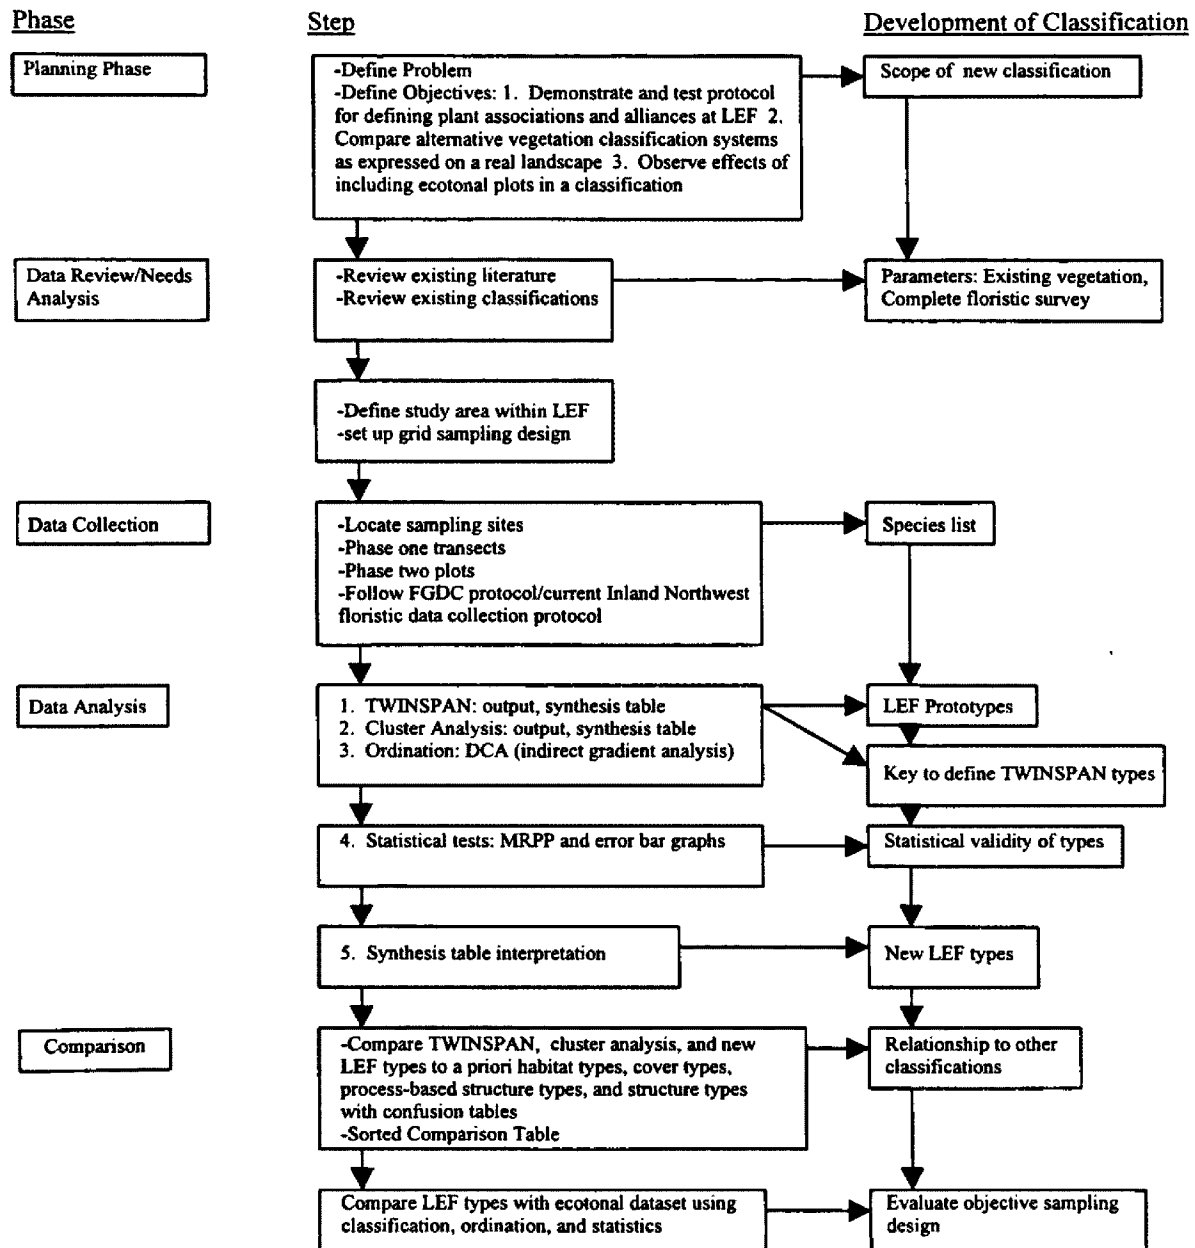 Phase
Step
Development of Classification
Planning Phase
-Define Problem
-Define Objectives: 1. Demonstrate and test protocol
for defining plant associations and alliances at LEF 2.
Compare alternative vegetation classification systems
as expressed on a real landscape 3. Observe effects of
including ecotonal plots in a classification
Scope of new classification
Data Review/Needs
Analysis
-Review existing literature
-Review existing classifications
Parameters: Existing vegetation,
Complete floristic survey
-Define study area within LEF
-set up grid sampling design
Data Collection
-Locate sampling sites
-Phase one transects
-Phase two plots
-Follow FGDC protocol/current Inland Northwest
floristic data collection protocol
Species list
Data Analysis
1. TWINSPAN: output, synthesis table
2. Cluster Analysis: output, synthesis table
3. Ordination: DCA (indirect gradient analysis)
LEF Prototypes
Key to define TWINSPAN types
4. Statistical tests: MRPP and error bar graphs
Statistical validity of types
5. Synthesis table interpretation
New LEF types
Comparison
-Compare TWINSPAN, cluster analysis, and new
LEF types to a priori habitat types, cover types,
process-based structure types, and structure types
with confusion tables
-Sorted Comparison Table
Relationship to other
classifications
Compare LEF types with ecotonal dataset using
classification, ordination, and statistics
Evaluate objective sampling
design